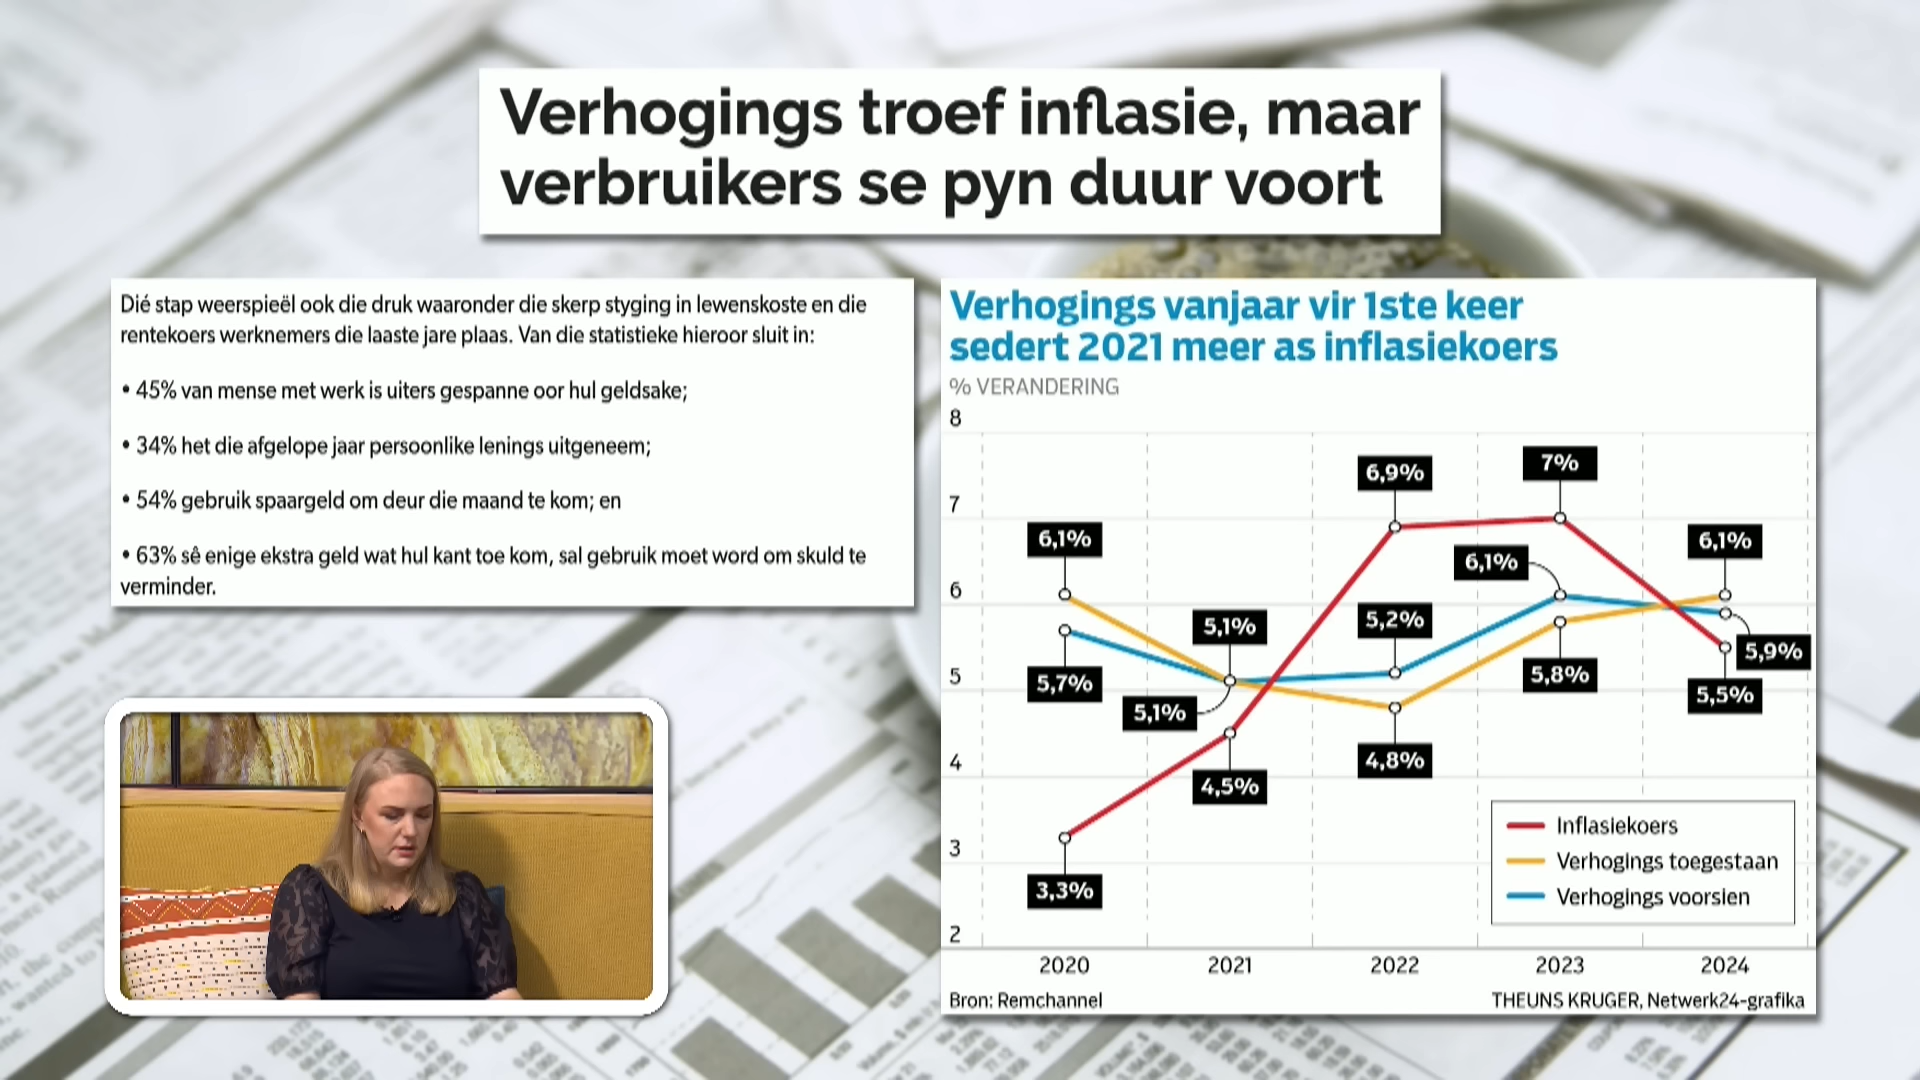 Verhogings troef inflasie, maar
verbruikers se pyn duur voort
Dié stap weerspieël ook die druk waaronder die skerp styging in lewenskoste en die
rentekoers werknemers die laaste jare plaas. Van die statistieke hieroor sluit in:
• 45% van mense met werk is uiters gespanne oor hul geldsake;
• 34% het die afgelope jaar persoonlike lenings uitgeneem;
• 54% gebruik spaargeld om deur die maand te kom; en
• 63% sê enige ekstra geld wat hul kant toe kom, sal gebruik moet word om skuld te
verminder.
Verhogings vanjaar vir 1ste keer
sedert 2021 meer as inflasiekoers
% VERANDERING
8
7
6
5
4
3
2
6,1%
5,7%
3,3%
5,1%
5,1%
4,5%
6,9%
5,2%
4,8%
7%
6,1%
5,8%
6,1%
5,9%
5,5%
Inflasiekoers
Verhogings toegestaan
Verhogings voorsien
2020 2021 2022 2023 2024
Bron: Remchannel
THEUNS KRUGER, Netwerk24-grafika